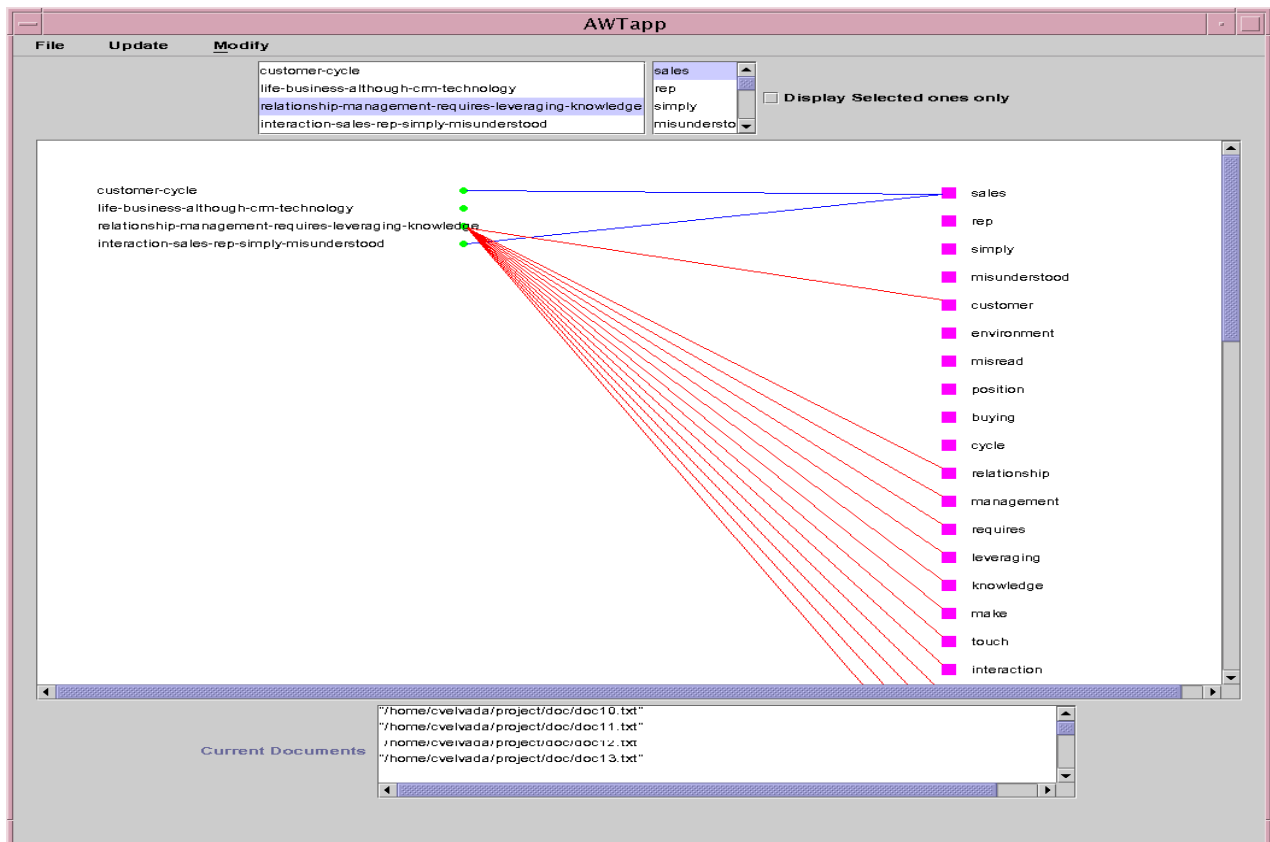 AWTapp
File Update Modify
customer-cycle
life-business-although-crm-technology
relationship-management-requires-leveraging-knowledge
interaction-sales-rep-simply-misunderstood
sales
rep
simply
misundersto
Display Selected ones only
customer-cycle
life-business-although-crm-technology
relationship-management-requires-leveraging-knowledge
interaction-sales-rep-simply-misunderstood
sales
rep
simply
misunderstood
customer
environment
misread
position
buying
cycle
relationship
management
requires
leveraging
knowledge
make
touch
interaction
Current Documents
"/home/cvelvada/project/doc/doc10.txt"
"/home/cvelvada/project/doc/doc11.txt"
"/home/cvelvada/project/doc/doc12.txt"
"/home/cvelvada/project/doc/doc13.txt"